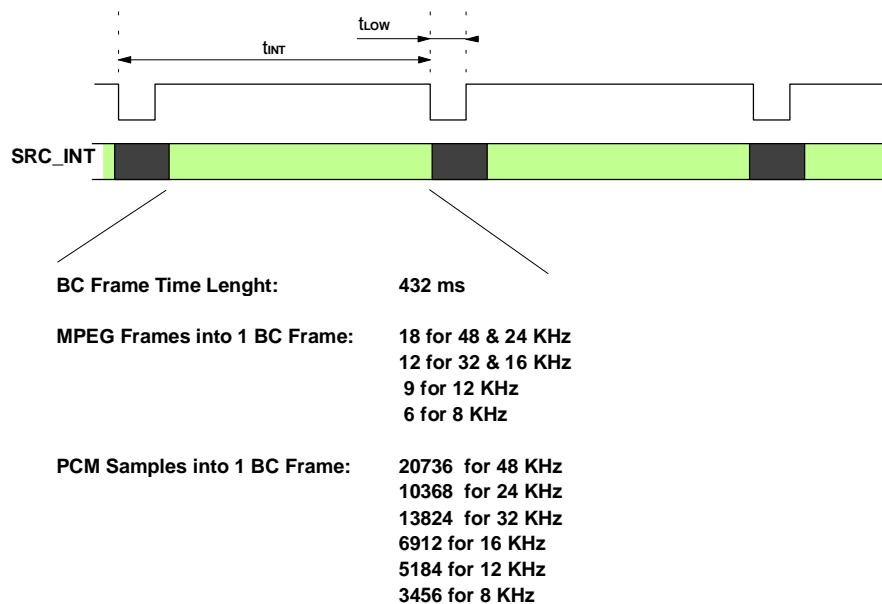 tLOW
tINT
SRC_INT
BC Frame Time Lenght: 432 ms
MPEG Frames into 1 BC Frame: 18 for 48 & 24 KHz
12 for 32 & 16 KHz
9 for 12 KHz
6 for 8 KHz
PCM Samples into 1 BC Frame: 20736 for 48 KHz
10368 for 24 KHz
13824 for 32 KHz
6912 for 16 KHz
5184 for 12 KHz
3456 for 8 KHz